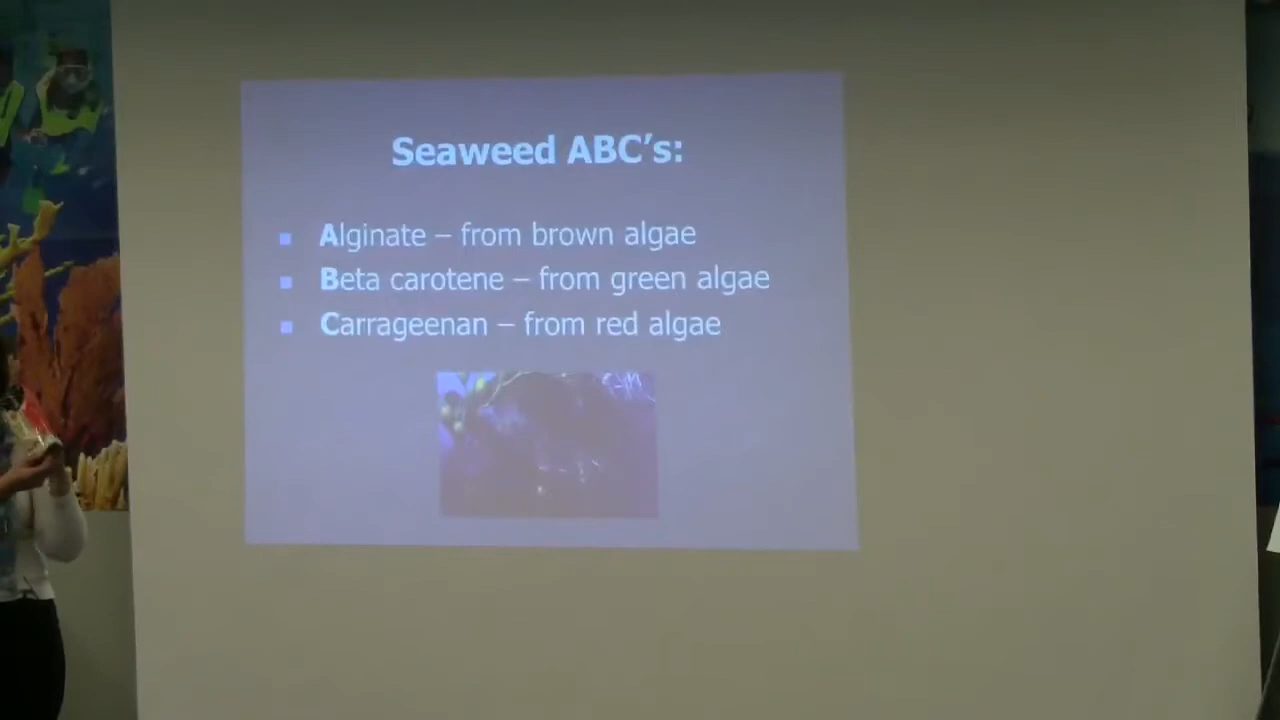 Seaweed ABC's:
Alginate – from brown algae
Beta carotene – from green algae
Carrageenan – from red algae